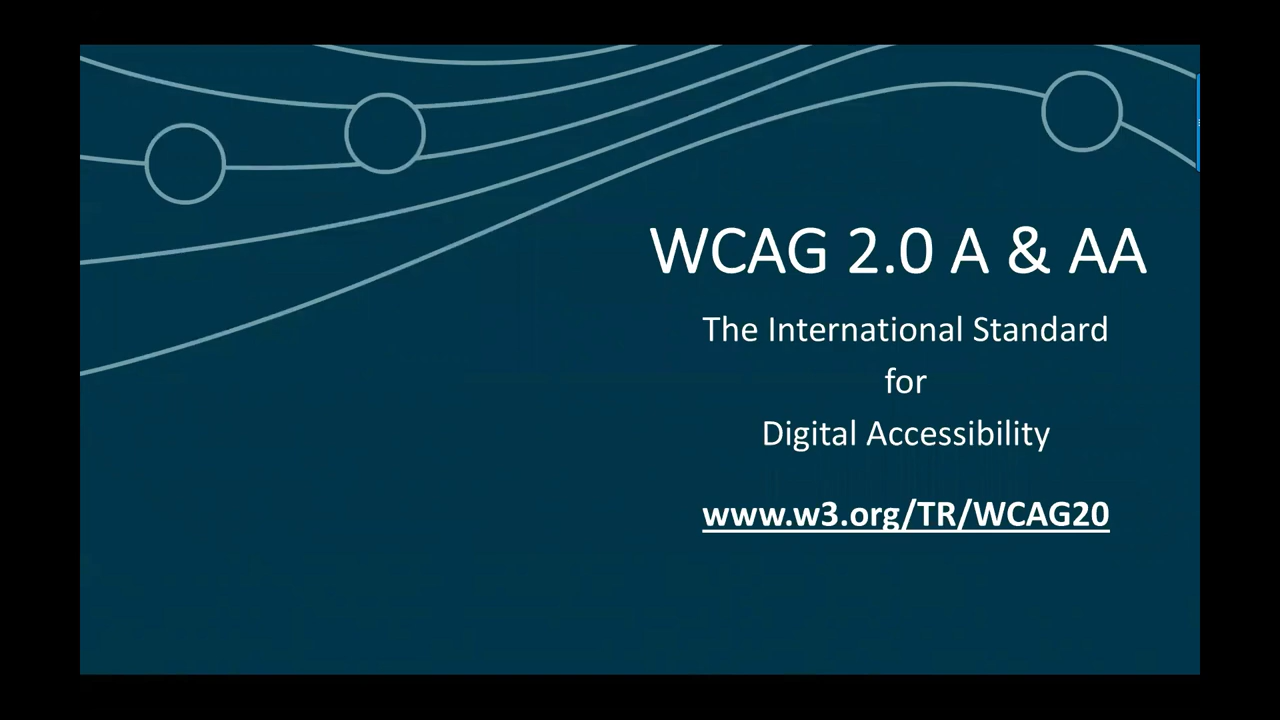 WCAG 2.0 A & AA
The International Standard
for
Digital Accessibility
www.w3.org/TR/WCAG20